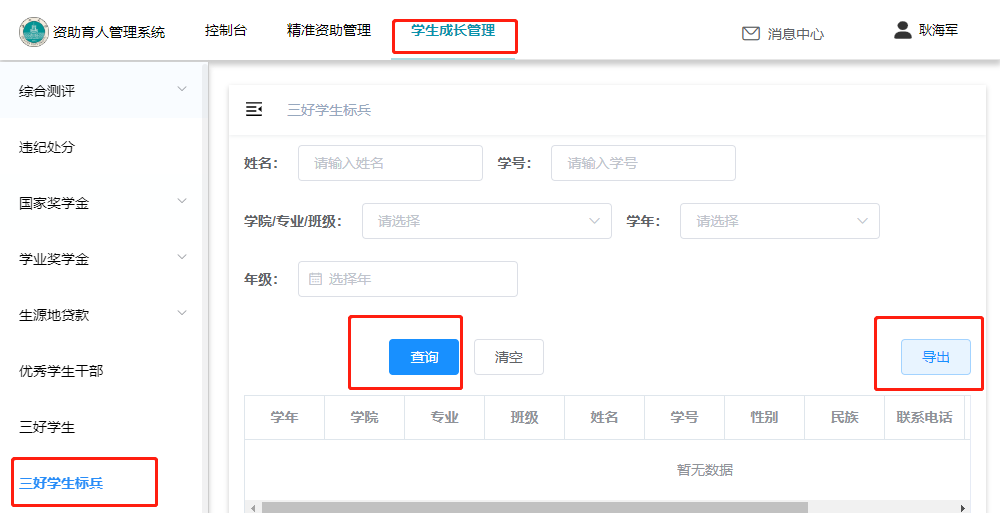 资助育人管理系统 控制台 精准资助管理 学生成长管理 消息中心 耿海军
综合测评
违纪处分
国家奖学金
学业奖学金
生源地贷款
优秀学生干部
三好学生
三好学生标兵
三好学生标兵
姓名： 请输入姓名 学号： 请输入学号
学院/专业/班级： 请选择 学年： 请选择
年级： 选择年
查询 清空 导出
学年 学院 专业 班级 姓名 学号 性别 民族 联系电话
暂无数据